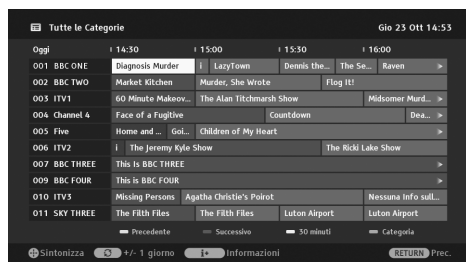 Tutte le Categorie Gio 23 Ott 14:53
Oggi 14:30 15:00 15:30 16:00
001 BBC ONE Diagnosis Murder i LazyTown Dennis the... The Se... Raven
002 BBC TWO Market Kitchen Murder, She Wrote Flog It!
003 ITV1 60 Minute Makeov... The Alan Titchmarsh Show Midsomer Murd...
004 Channel 4 Face of a Fugitive Countdown Dea...
005 Five Home and ... Goi... Children of My Heart
006 ITV2 i The Jeremy Kyle Show The Ricki Lake Show
007 BBC THREE This Is BBC THREE
009 BBC FOUR This is BBC FOUR
010 ITV3 Missing Persons Agatha Christie's Poirot Nessuna Info sull...
011 SKY THREE The Filth Files The Filth Files Luton Airport Luton Airport
Precedente Successivo 30 minuti Categoria
Sintonizza +/- 1 giorno i+ Informazioni RETURN Prec.